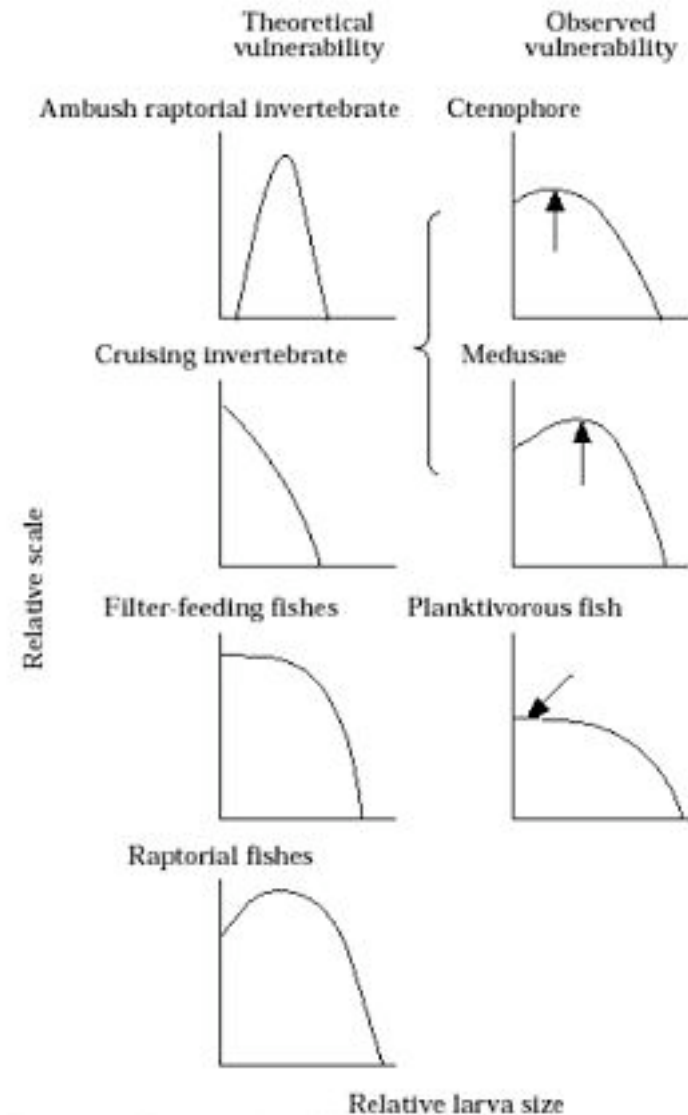 Theoretical
vulnerability
Observed
vulnerability
Ambush raptorial invertebrate
Ctenophore
Cruising invertebrate
Medusae
Filter-feeding fishes
Planktivorous fish
Raptorial fishes
Relative scale
Relative larva size